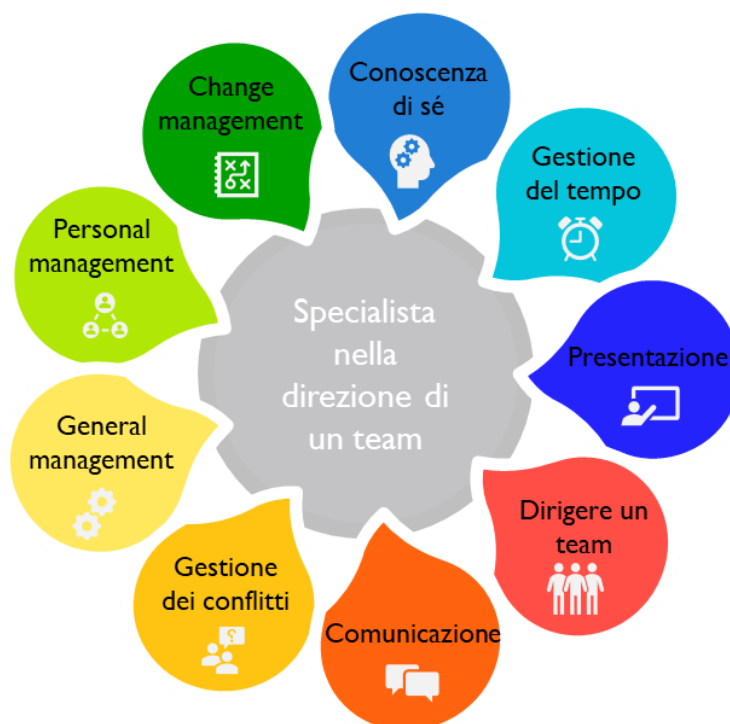 Conoscenza
di sé
Gestione
del tempo
Presentazione
Dirigere un
team
Comunicazione
Gestione
dei conflitti
General
management
Personal
management
Change
management
Specialista
nella
direzione di
un team